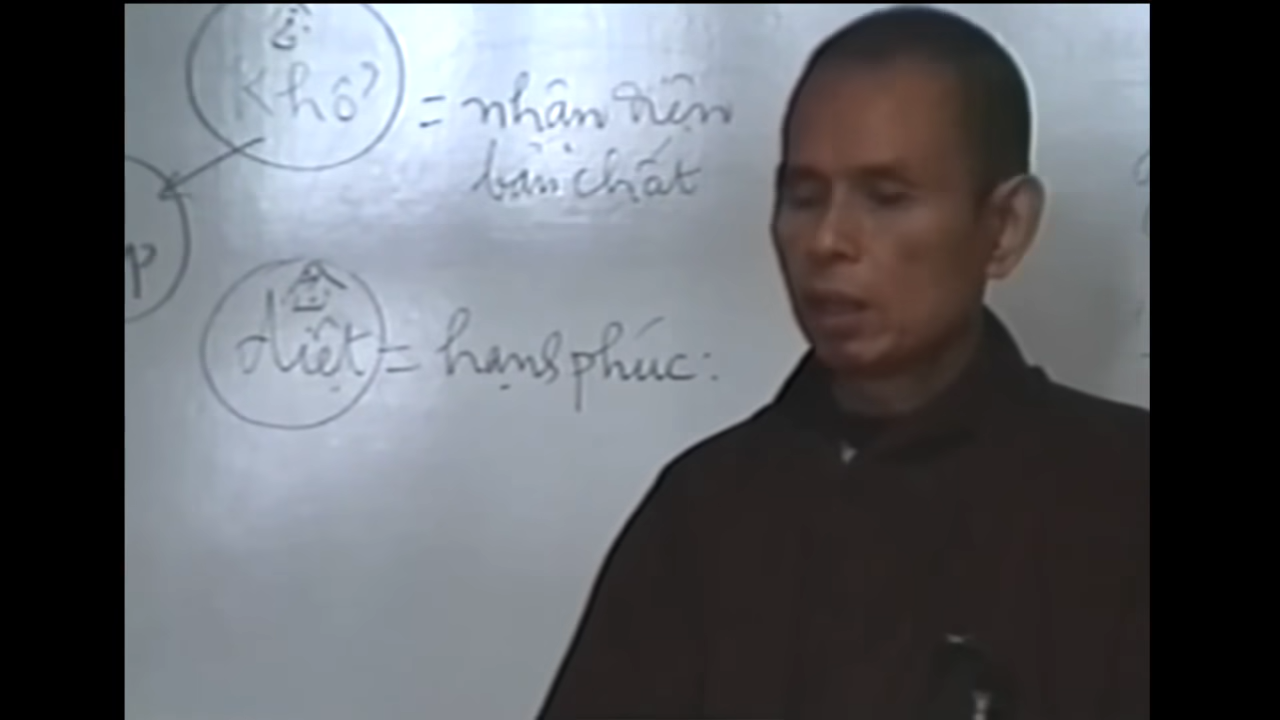 Khổ = nhận diện
bản chất
p
diệt = hạnh phúc: